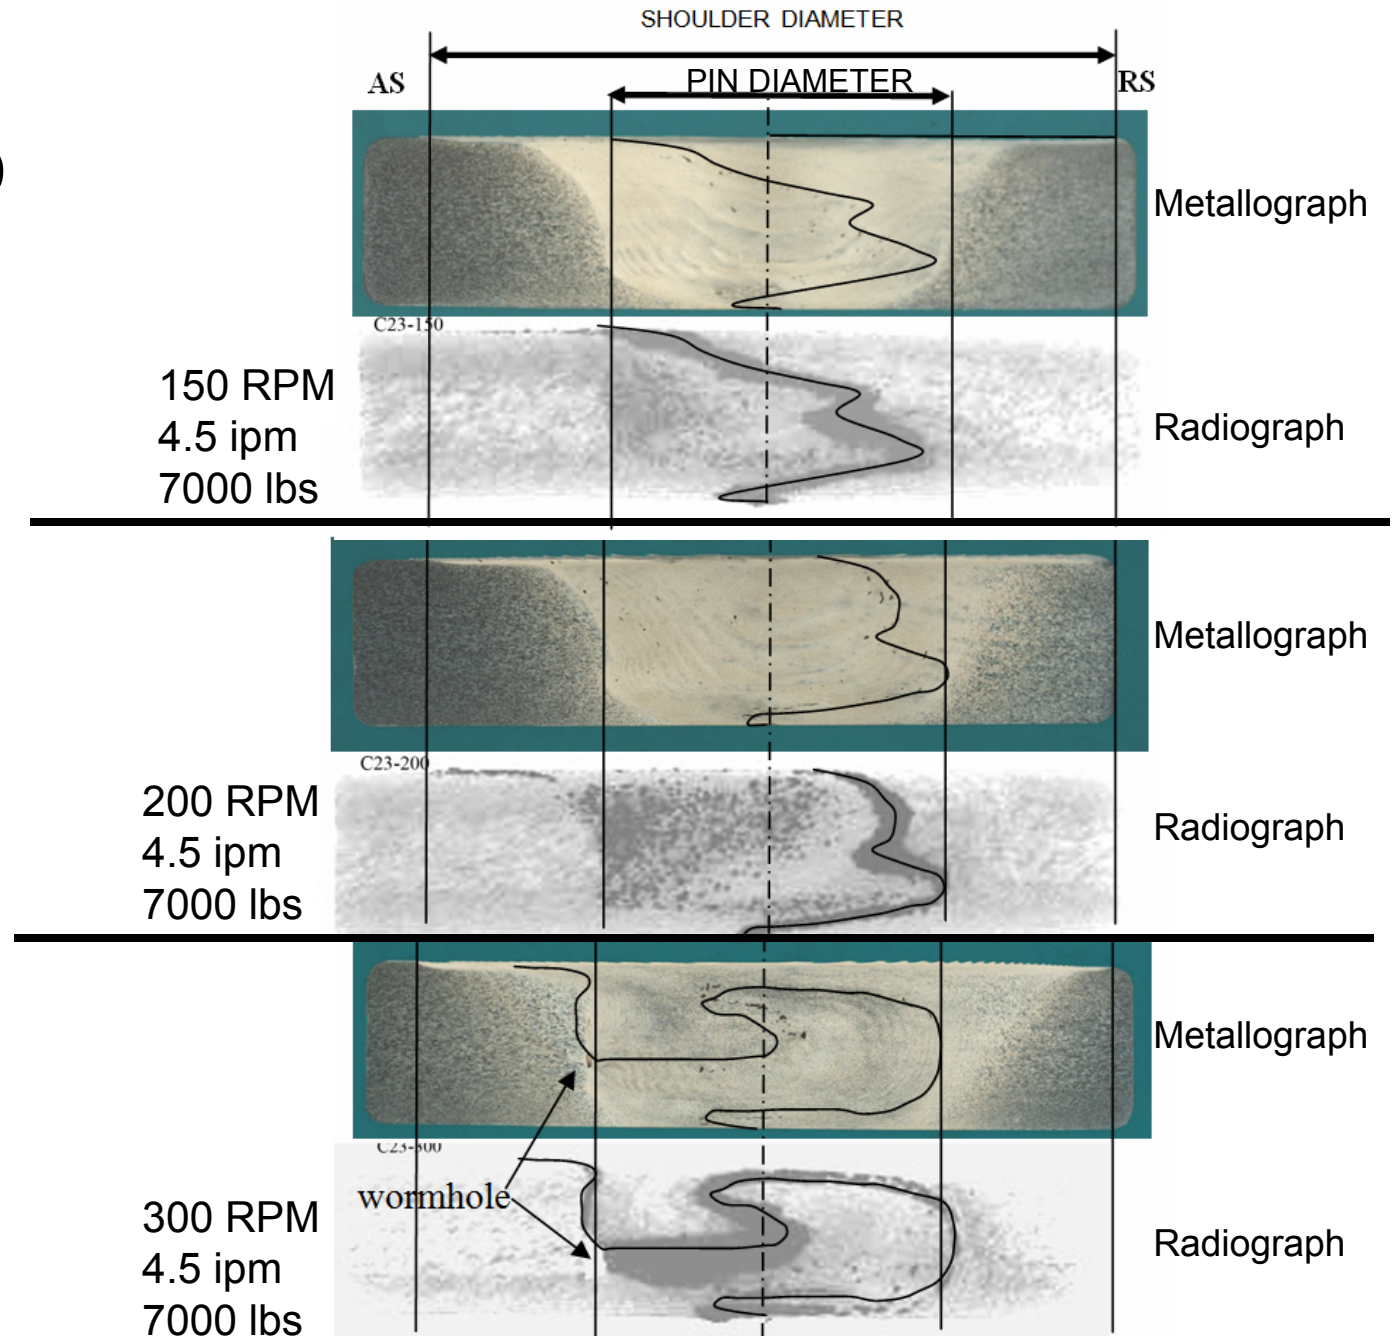 SHOULDER DIAMETER
AS
PIN DIAMETER
RS
)
Metallograph
C23-150
150 RPM
4.5 ipm
7000 lbs
Radiograph
Metallograph
C23-200
200 RPM
4.5 ipm
7000 lbs
Radiograph
Metallograph
C23-300
wormhole
300 RPM
4.5 ipm
7000 lbs
Radiograph